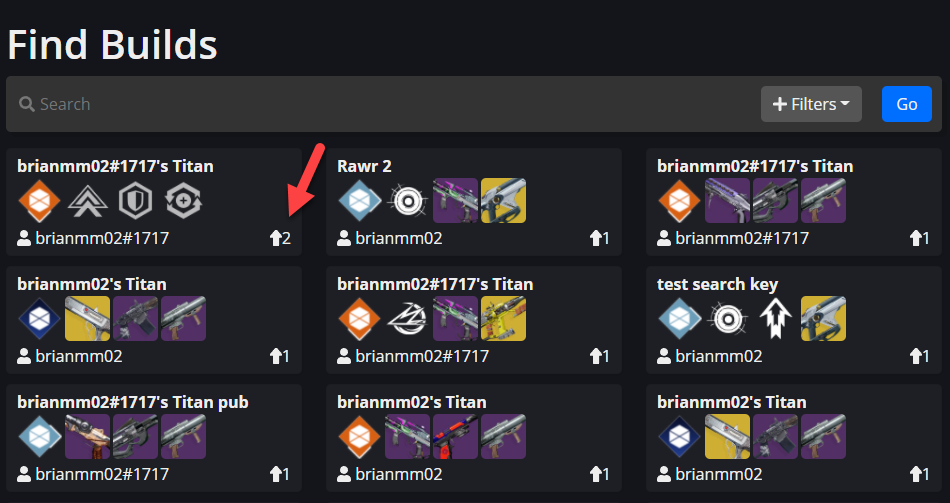 Find Builds
Search
Filters
Go
brianmm02#1717's Titan
brianmm02#1717
2
Rawr 2
brianmm02
1
brianmm02#1717's Titan
brianmm02#1717
1
brianmm02's Titan
brianmm02
1
brianmm02#1717's Titan
brianmm02#1717
1
test search key
brianmm02
1
brianmm02#1717's Titan pub
brianmm02#1717
1
brianmm02's Titan
brianmm02
1
brianmm02's Titan
brianmm02
1